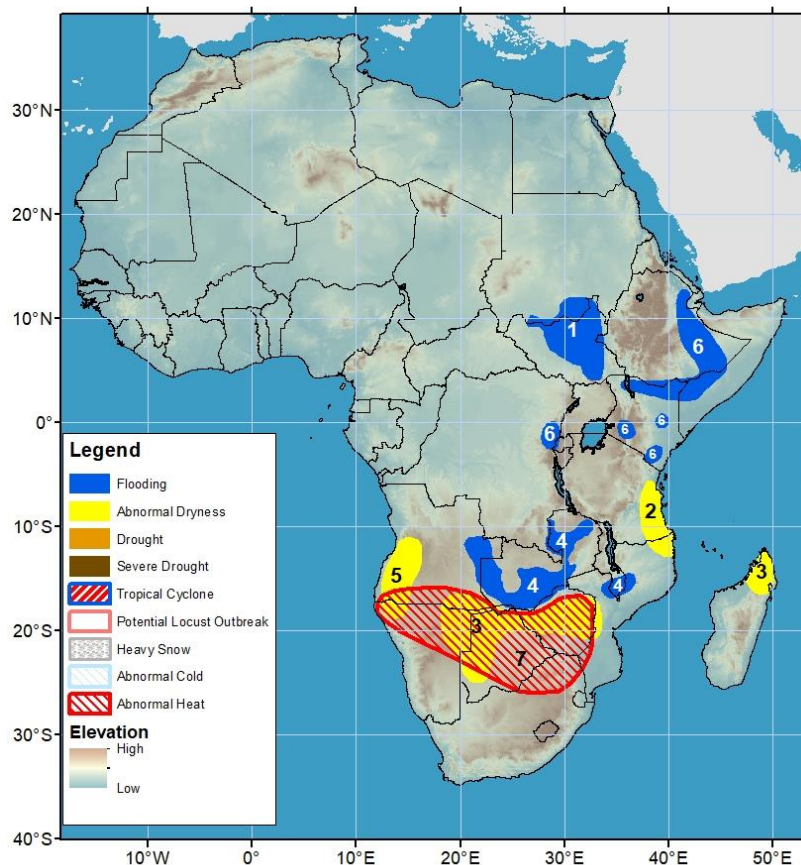 30°N
20°N
10°N
0°
10°S
20°S
30°S
40°S
10°W
0°
10°E
20°E
30°E
40°E
50°E
1
6
6
6
6
6
2
3
4
4
4
5
3
7
Legend
Flooding
Abnormal Dryness
Drought
Severe Drought
Tropical Cyclone
Potential Locust Outbreak
Heavy Snow
Abnormal Cold
Abnormal Heat
Elevation
High
Low